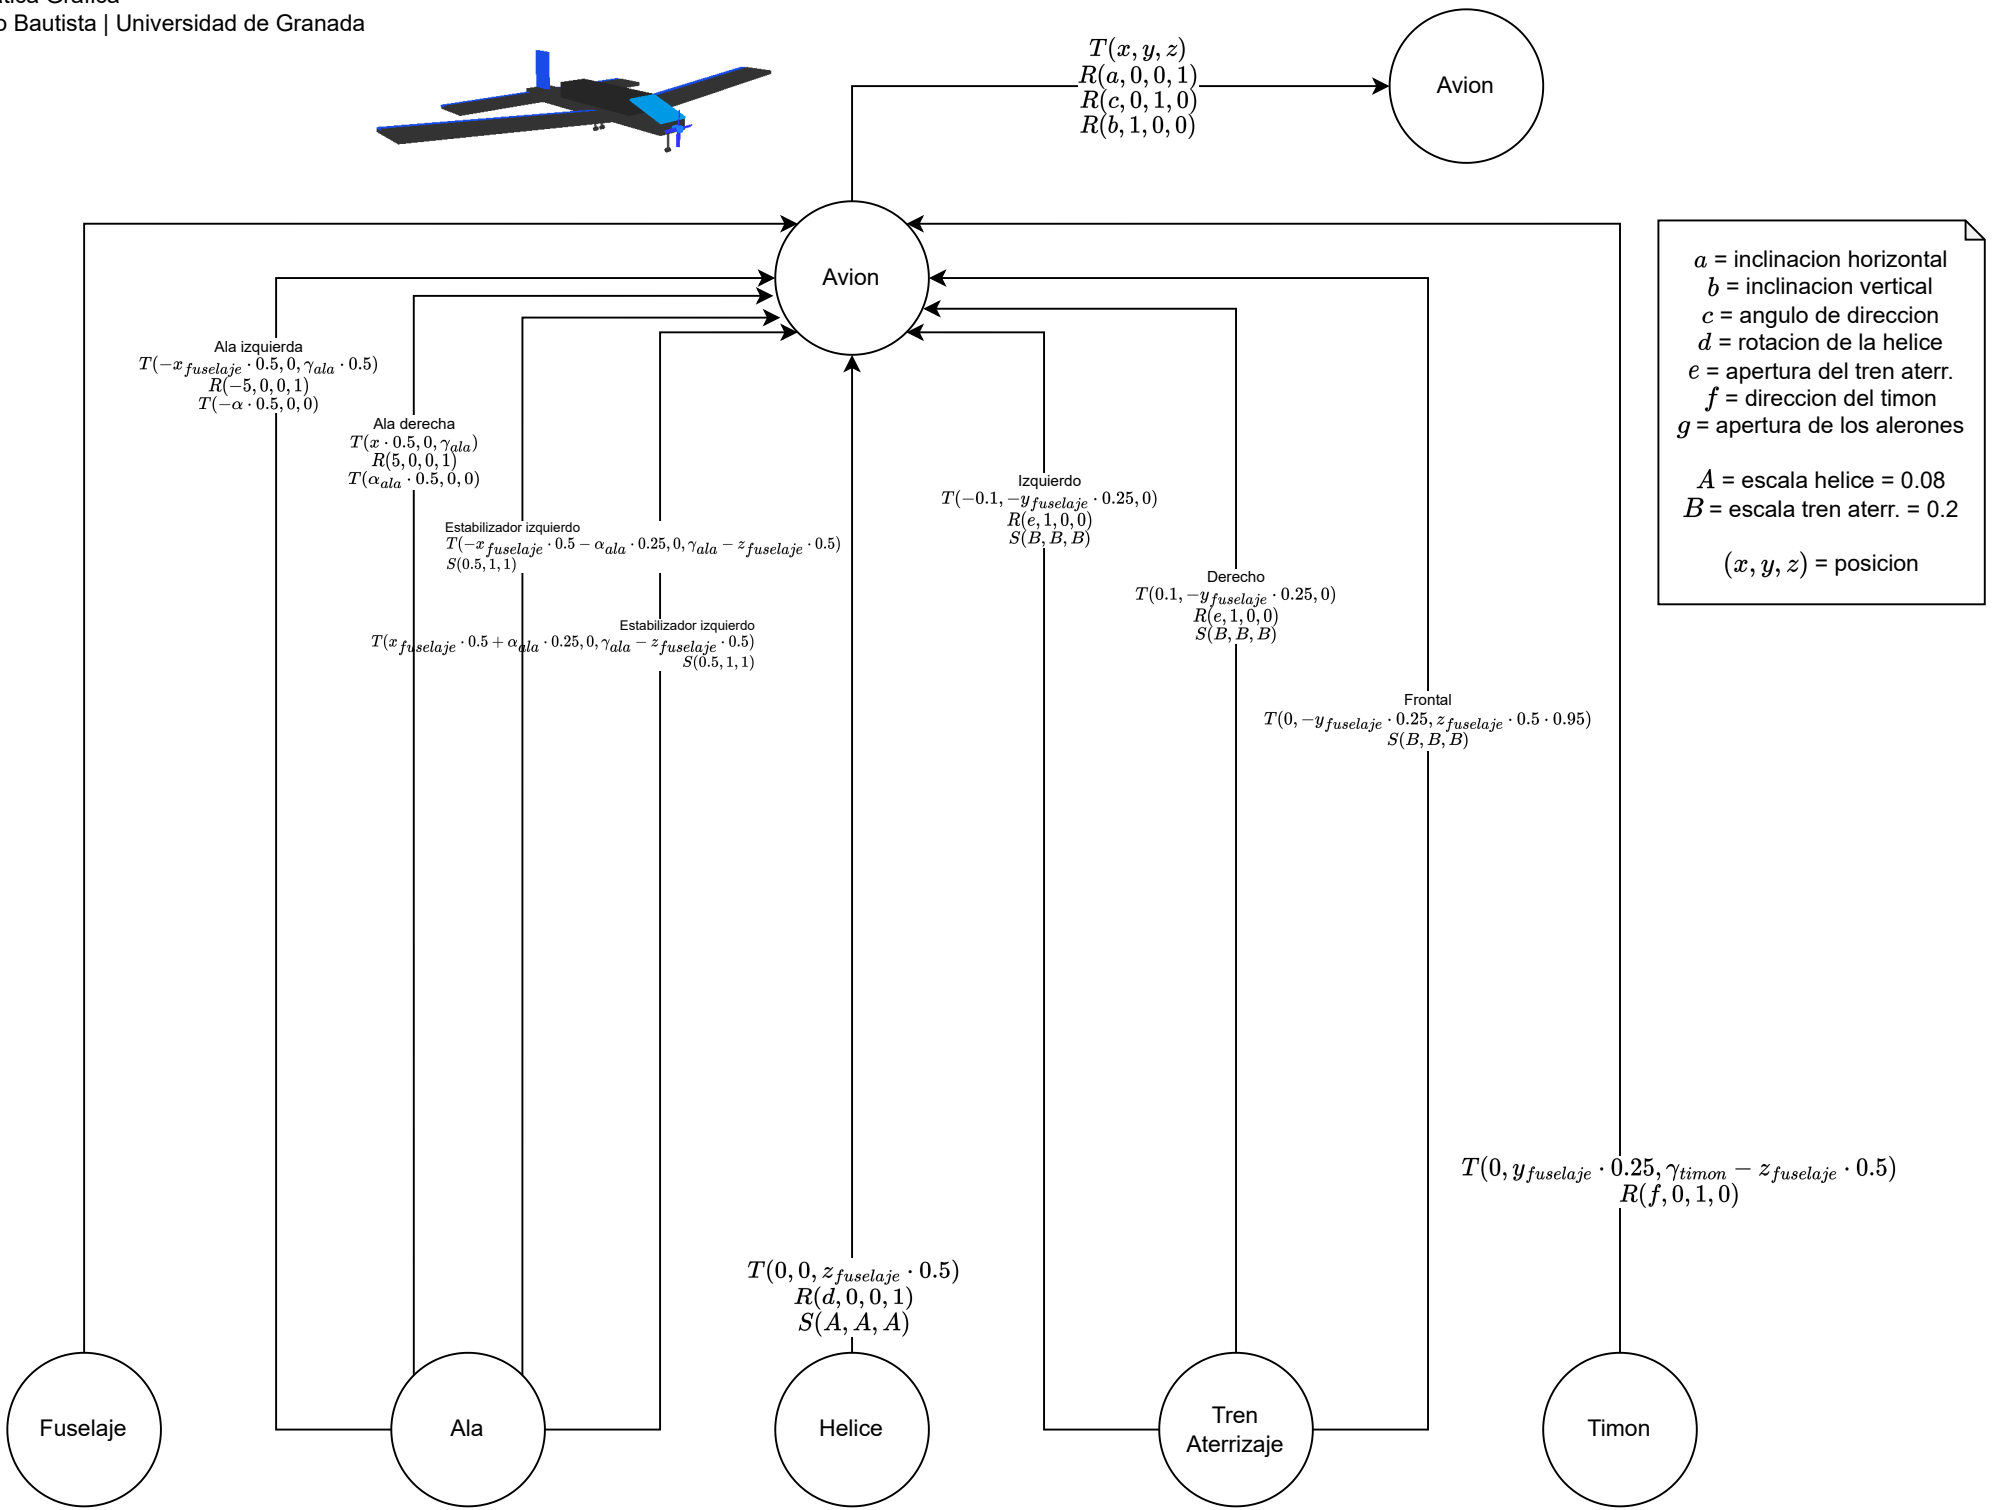 Bautista | Universidad de Granada
T(x, y, z)
R(a, 0, 0, 1)
R(c, 0, 1, 0)
R(b, 1, 0, 0)
Avion
Avion
a = inclinacion horizontal
b = inclinacion vertical
c = angulo de direccion
d = rotacion de la helice
e = apertura del tren aterr.
f = direccion del timon
g = apertura de los alerones
A = escala helice = 0.08
B = escala tren aterr. = 0.2
(x, y, z) = posicion
Ala izquierda
T(−x_fuselaje · 0.5, 0, γ_ala · 0.5)
R(−5, 0, 0, 1)
T(−α · 0.5, 0, 0)
Ala derecha
T(x · 0.5, 0, γ_ala)
R(5, 0, 0, 1)
T(α_ala · 0.5, 0, 0)
Estabilizador izquierdo
T(−x_fuselaje · 0.5 − α_ala · 0.25, 0, γ_ala − z_fuselaje · 0.5)
S(0.5, 1, 1)
Estabilizador izquierdo
T(x_fuselaje · 0.5 + α_ala · 0.25, 0, γ_ala − z_fuselaje · 0.5)
S(0.5, 1, 1)
Izquierdo
T(−0.1, −y_fuselaje · 0.25, 0)
R(e, 1, 0, 0)
S(B, B, B)
Derecho
T(0.1, −y_fuselaje · 0.25, 0)
R(e, 1, 0, 0)
S(B, B, B)
Frontal
T(0, −y_fuselaje · 0.25, z_fuselaje · 0.5 · 0.95)
S(B, B, B)
T(0, y_fuselaje · 0.25, γ_timon − z_fuselaje · 0.5)
R(f, 0, 1, 0)
T(0, 0, z_fuselaje · 0.5)
R(d, 0, 0, 1)
S(A, A, A)
Fuselaje
Ala
Helice
Tren
Aterrizaje
Timon